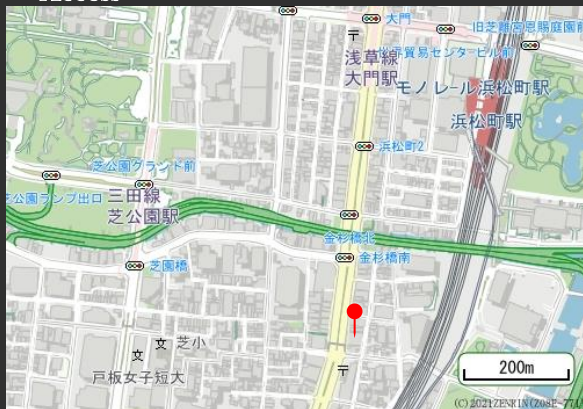 大門
旧芝離宮恩賜庭園前
浅草線
大門駅
貿易センタービル前
モノレール浜松町駅
浜松町駅
浜松町2
芝公園グランド前
芝公園ランプ出口
三田線
芝公園駅
金杉橋北
金杉橋南
芝園橋
文
文 芝小
戸板女子短大
200m
(C)2021ZENRIN(Z08E-774)